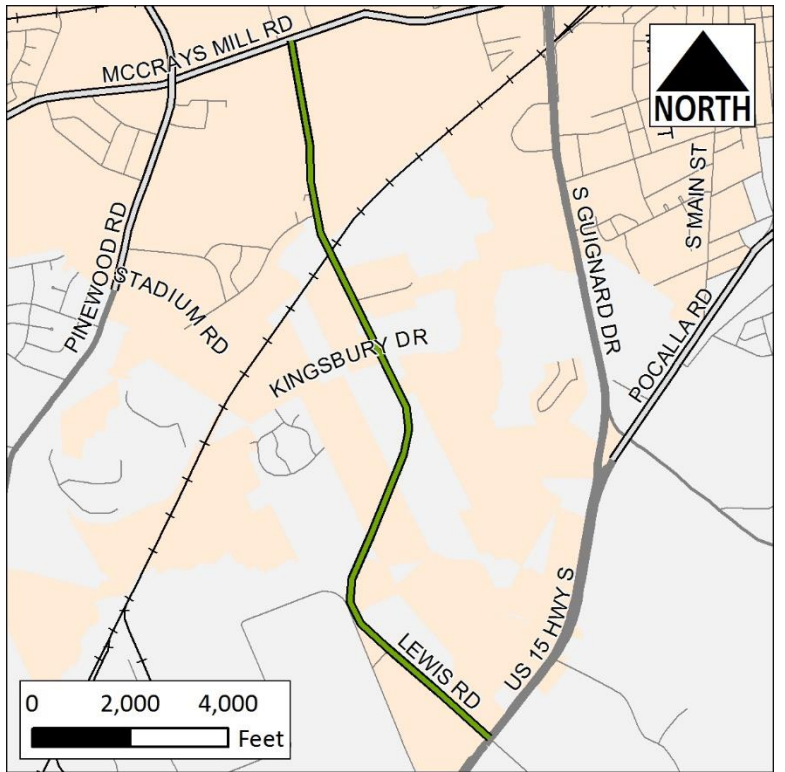 MCCRAYS MILL RD
NORTH
S MAIN ST
PINEWOOD RD
STADIUM RD
S GUIGNARD DR
KINGSBURY DR
POCALLA RD
US 15 HWY S
LEWIS RD
0 2,000 4,000
Feet